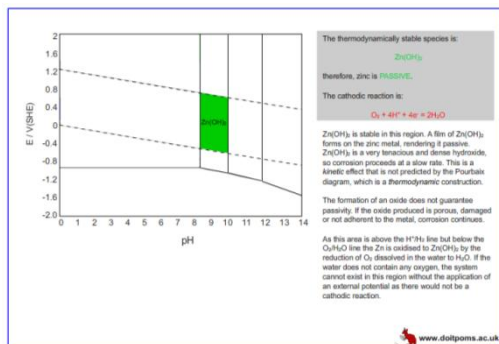 2
1.6
1.2
0.8
0.4
0
-0.4
-0.8
-1.2
-1.6
-2.0
E / V(SHE)
Zn(OH)₂
0 1 2 3 4 5 6 7 8 9 10 11 12 13 14
pH
The thermodynamically stable species is:
Zn(OH)₂
therefore, zinc is PASSIVE.
The cathodic reaction is:
O₂ + 4H⁺ + 4e⁻ = 2H₂O
Zn(OH)₂ is stable in this region. A film of Zn(OH)₂
forms on the zinc metal, rendering it passive.
Zn(OH)₂ is a very tenacious and dense hydroxide,
so corrosion proceeds at a slow rate. This is a
kinetic effect that is not predicted by the Pourbaix
diagram, which is a thermodynamic construction.
The formation of an oxide does not guarantee
passivity. If the oxide produced is porous, damaged
or not adherent to the metal, corrosion continues.
As this area is above the H⁺/H₂ line but below the
O₂/H₂O line the Zn is oxidised to Zn(OH)₂ by the
reduction of O₂ dissolved in the water to H₂O. If the
water does not contain any oxygen, the system
cannot exist in this region without the application of
an external potential as there would not be a
cathodic reaction.
www.doitpoms.ac.uk